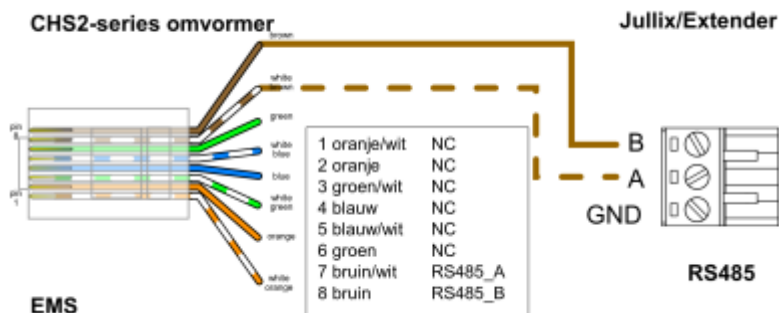 CHS2-series omvormer
Jullix/Extender
brown
white
brown
green
white
blue
blue
white
green
orange
white
orange
pin
8
pin
1
1 oranje/wit NC
2 oranje NC
3 groen/wit NC
4 blauw NC
5 blauw/wit NC
6 groen NC
7 bruin/wit RS485_A
8 bruin RS485_B
B
A
GND
RS485
EMS